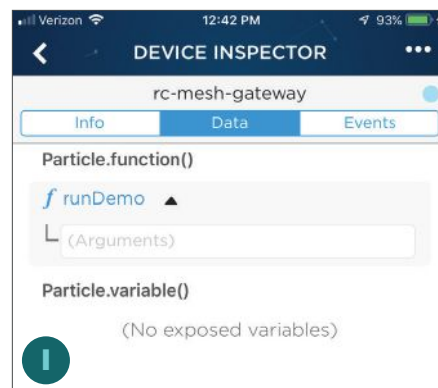 Verizon 12:42 PM 93%
DEVICE INSPECTOR
rc-mesh-gateway
Info Data Events
Particle.function()
f runDemo
(Arguments)
Particle.variable()
(No exposed variables)
I